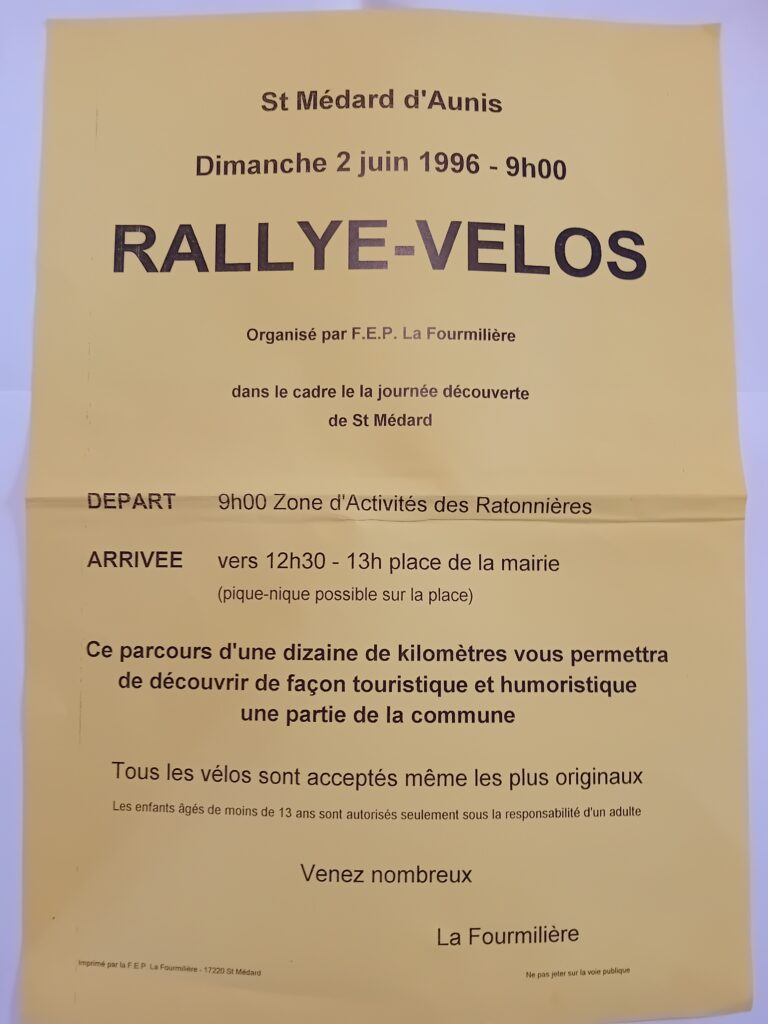 St Médard d'Aunis
Dimanche 2 juin 1996 - 9h00
RALLYE-VELOS
Organisé par F.E.P. La Fourmilière
dans le cadre le la journée découverte
de St Médard
DEPART 9h00 Zone d'Activités des Ratonnières
ARRIVEE vers 12h30 - 13h place de la mairie
(pique-nique possible sur la place)
Ce parcours d'une dizaine de kilomètres vous permettra
de découvrir de façon touristique et humoristique
une partie de la commune
Tous les vélos sont acceptés même les plus originaux
Les enfants âgés de moins de 13 ans sont autorisés seulement sous la responsabilité d'un adulte
Venez nombreux
La Fourmilière
Imprimé par la F.E.P. La Fourmilière - 17220 St Médard
Ne pas jeter sur la voie publique